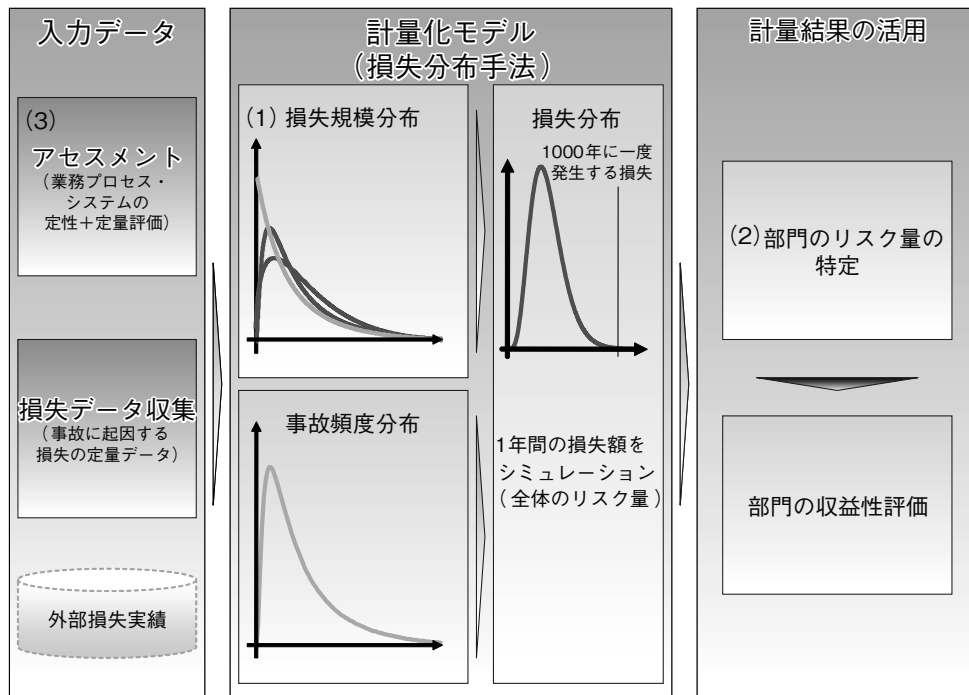 入力データ
(3)
アセスメント
(業務プロセス・
システムの
定性＋定量評価)
損失データ収集
(事故に起因する
損失の定量データ)
外部損失実績
計量化モデル
(損失分布手法)
(1) 損失規模分布
事故頻度分布
損失分布
1000年に一度
発生する損失
1年間の損失額を
シミュレーション
(全体のリスク量)
計量結果の活用
(2)部門のリスク量の
特定
部門の収益性評価